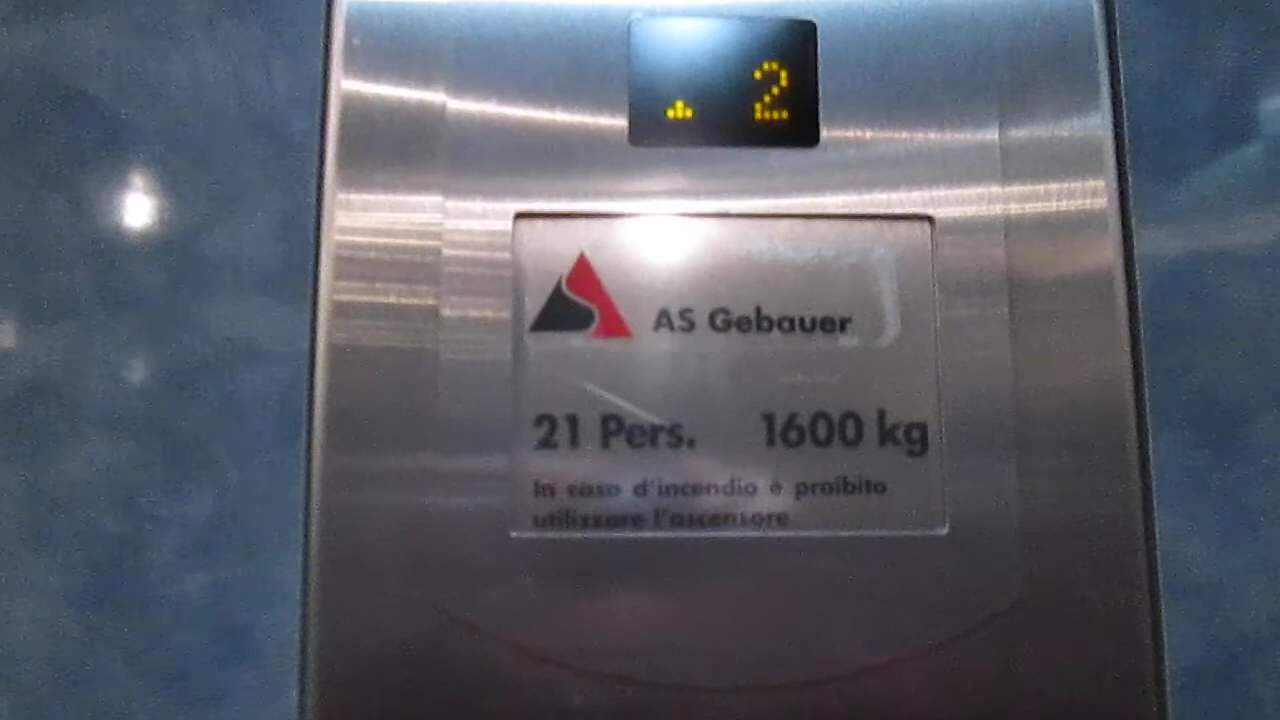 2
AS Gebauer
21 Pers. 1600 kg
In caso d'incendio è proibito
utilizzare l'ascensore